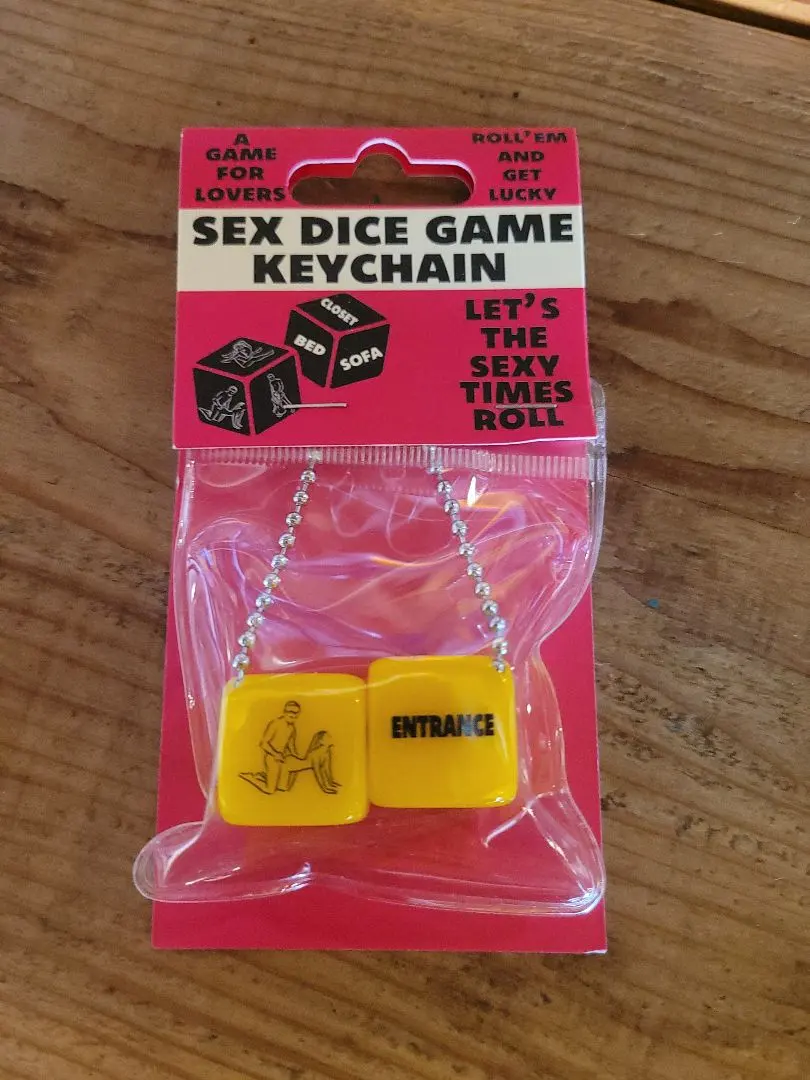 A
GAME
FOR
LOVERS
ROLL'EM
AND
GET
LUCKY
SEX DICE GAME
KEYCHAIN
CLOSET
BED
SOFA
LET'S
THE
SEXY
TIMES
ROLL
ENTRANCE